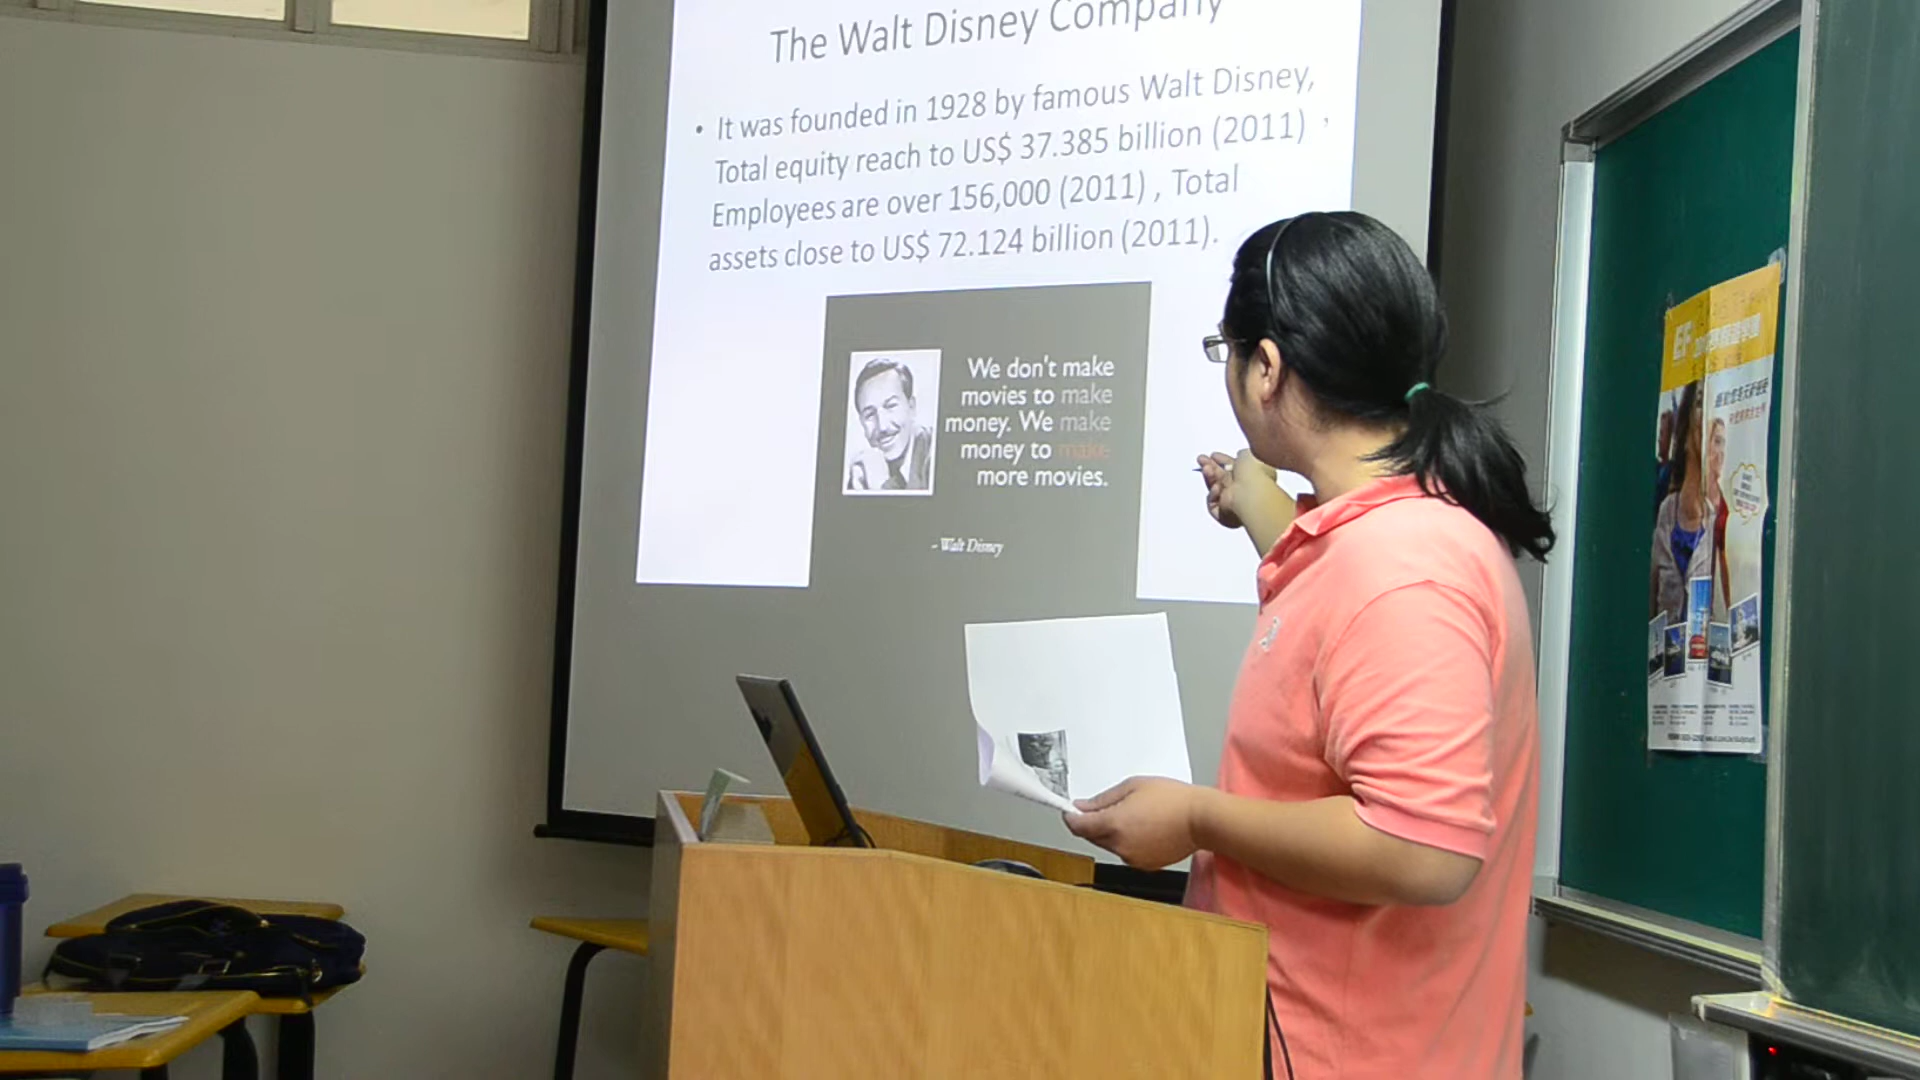 The Walt Disney Company
• It was founded in 1928 by famous Walt Disney,
Total equity reach to US$ 37.385 billion (2011) ,
Employees are over 156,000 (2011) , Total
assets close to US$ 72.124 billion (2011).
We don't make
movies to make
money. We make
money to make
more movies.
- Walt Disney
EF